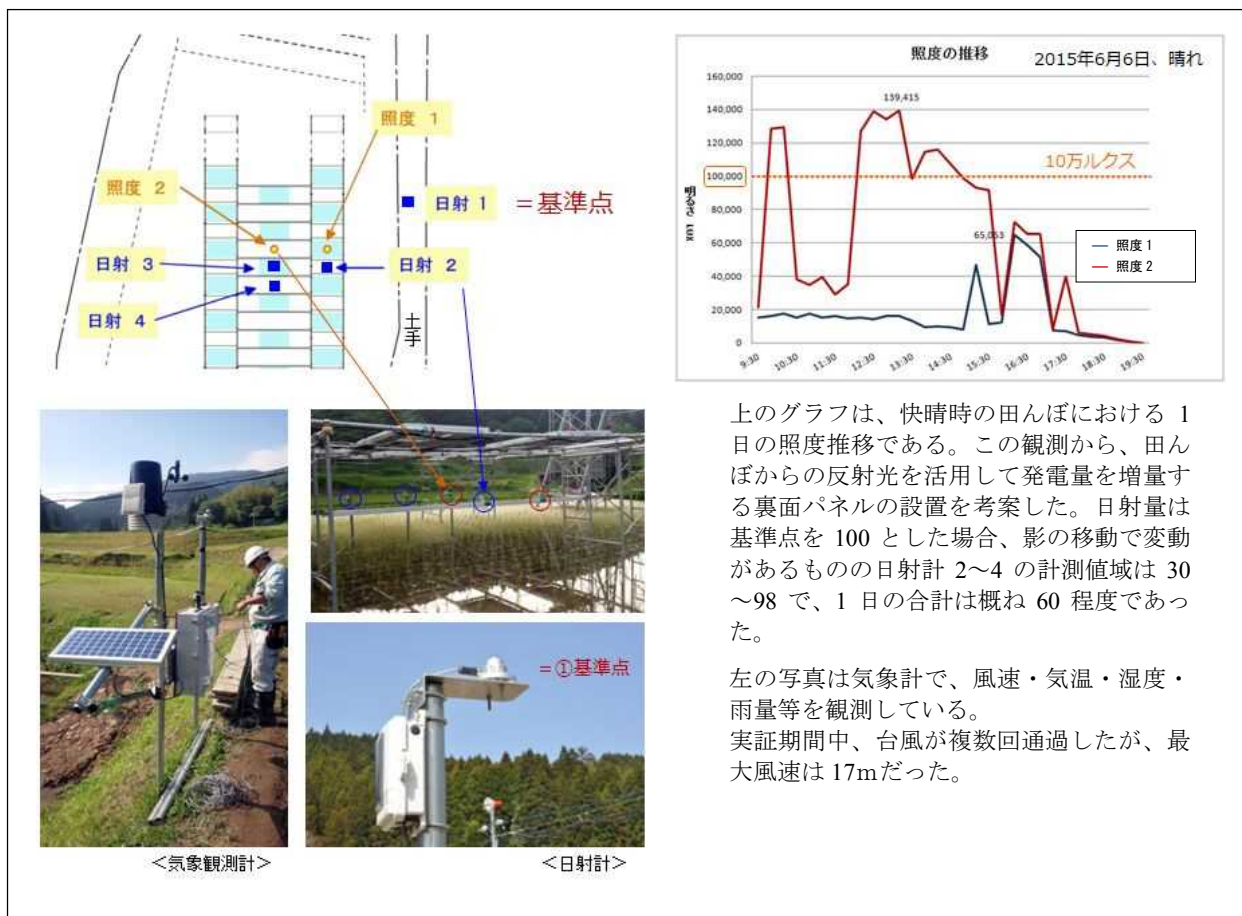 照度 1
照度 2
日射 1
＝基準点
日射 3
日射 2
日射 4
土手
照度の推移
2015年6月6日、晴れ
160,000
140,000
120,000
100,000
80,000
60,000
40,000
20,000
0
明るさ LUX
139,415
10万ルクス
65,053
照度 1
照度 2
9:30
10:30
11:30
12:30
13:30
14:30
15:30
16:30
17:30
18:30
19:30
上のグラフは、快晴時の田んぼにおける 1
日の照度推移である。この観測から、田ん
ぼからの反射光を活用して発電量を増量す
る裏面パネルの設置を考案した。日射量は
基準点を 100 とした場合、影の移動で変動
があるものの日射計 2～4 の計測値域は 30
～98 で、1 日の合計は概ね 60 程度であっ
た。
左の写真は気象計で、風速・気温・湿度・
雨量等を観測している。
実証期間中、台風が複数回通過したが、最
大風速は 17ｍだった。
＝①基準点
＜気象観測計＞
＜日射計＞